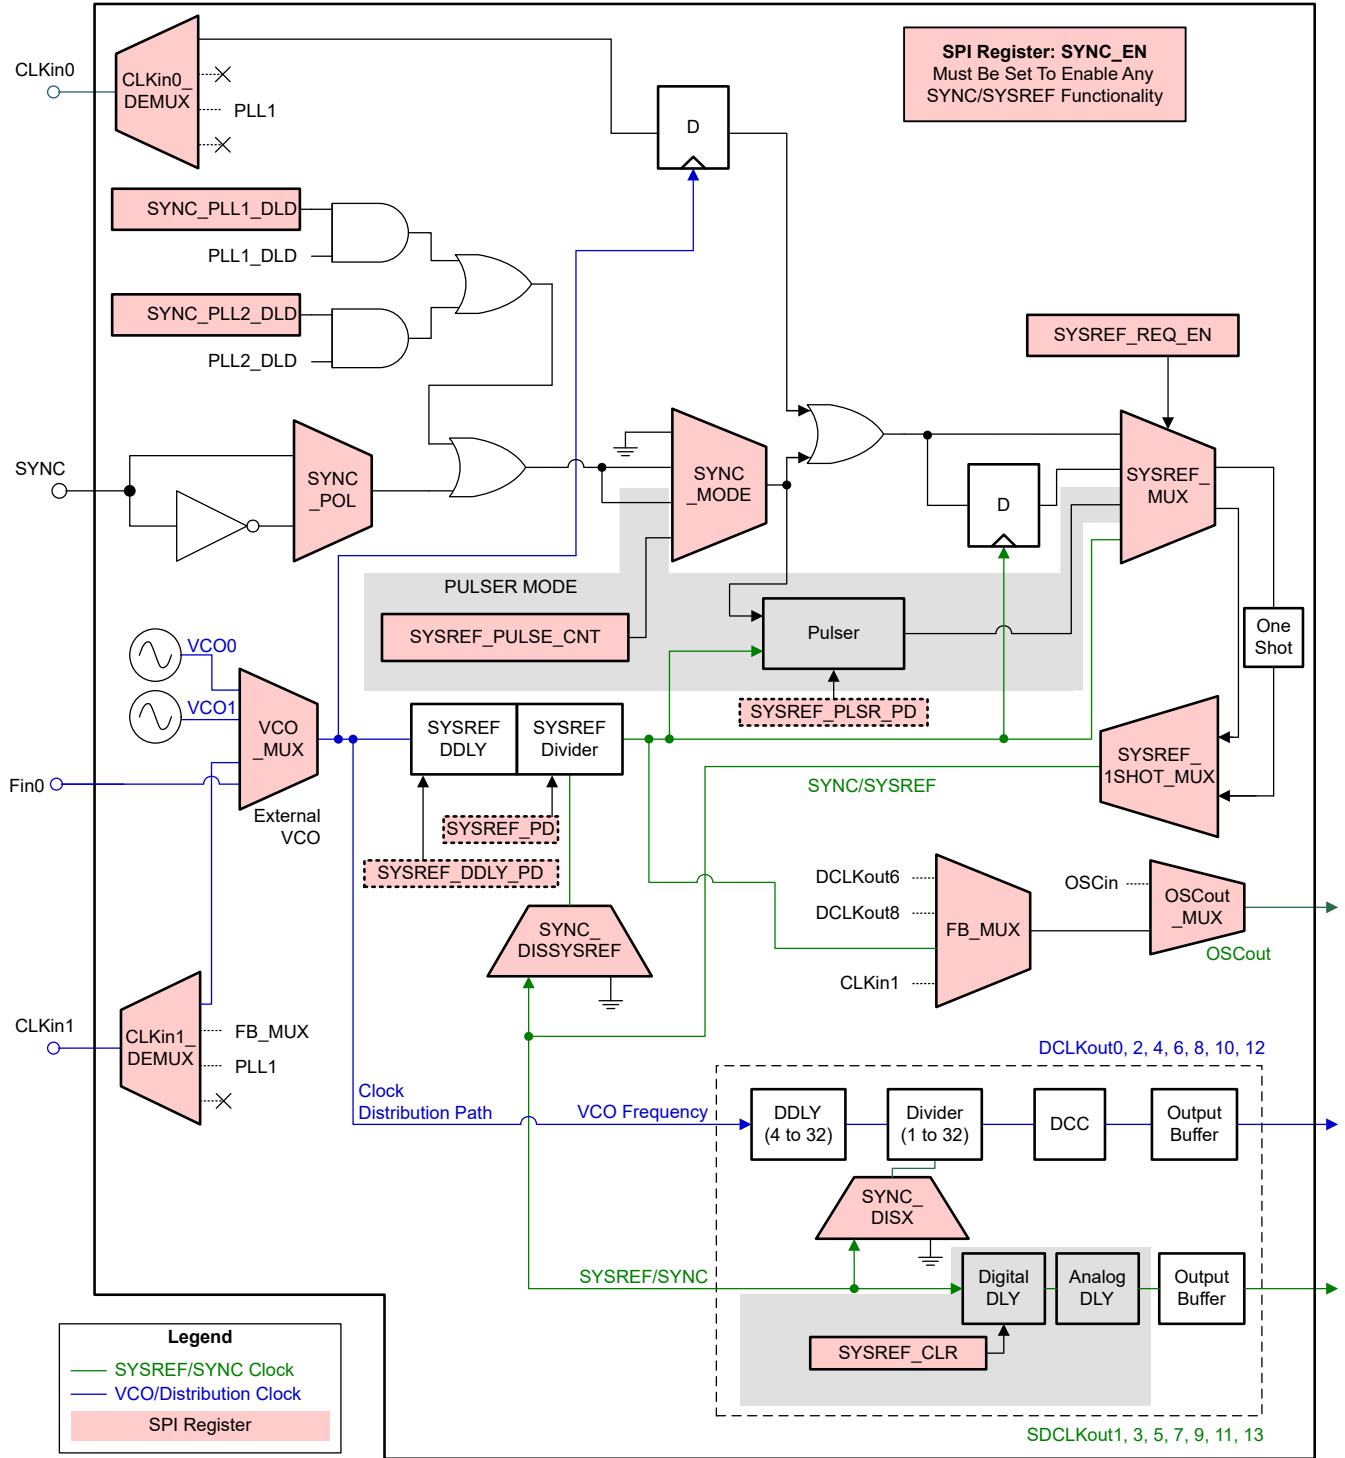 SPI Register: SYNC_EN
Must Be Set To Enable Any
SYNC/SYSREF Functionality
CLKin0
CLKin0_
DEMUX
PLL1
D
SYNC_PLL1_DLD
PLL1_DLD
SYNC_PLL2_DLD
PLL2_DLD
SYSREF_REQ_EN
SYNC
SYNC
_POL
SYNC
_MODE
D
SYSREF_
MUX
PULSER MODE
SYSREF_PULSE_CNT
Pulser
One
Shot
VCO0
VCO1
VCO
_MUX
Fin0
External
VCO
SYSREF
DDLY
SYSREF
Divider
SYSREF_PLSR_PD
SYSREF_
1SHOT_MUX
SYNC/SYSREF
SYSREF_PD
SYSREF_DDLY_PD
DCLKout6
DCLKout8
FB_MUX
CLKin1
OSCin
OSCout
_MUX
OSCout
SYNC_
DISSYSREF
CLKin1
CLKin1_
DEMUX
FB_MUX
PLL1
DCLKout0, 2, 4, 6, 8, 10, 12
Clock
Distribution Path
VCO Frequency
DDLY
(4 to 32)
Divider
(1 to 32)
DCC
Output
Buffer
SYNC_
DISX
SYSREF/SYNC
Digital
DLY
Analog
DLY
Output
Buffer
SYSREF_CLR
SDCLKout1, 3, 5, 7, 9, 11, 13
Legend
SYSREF/SYNC Clock
VCO/Distribution Clock
SPI Register